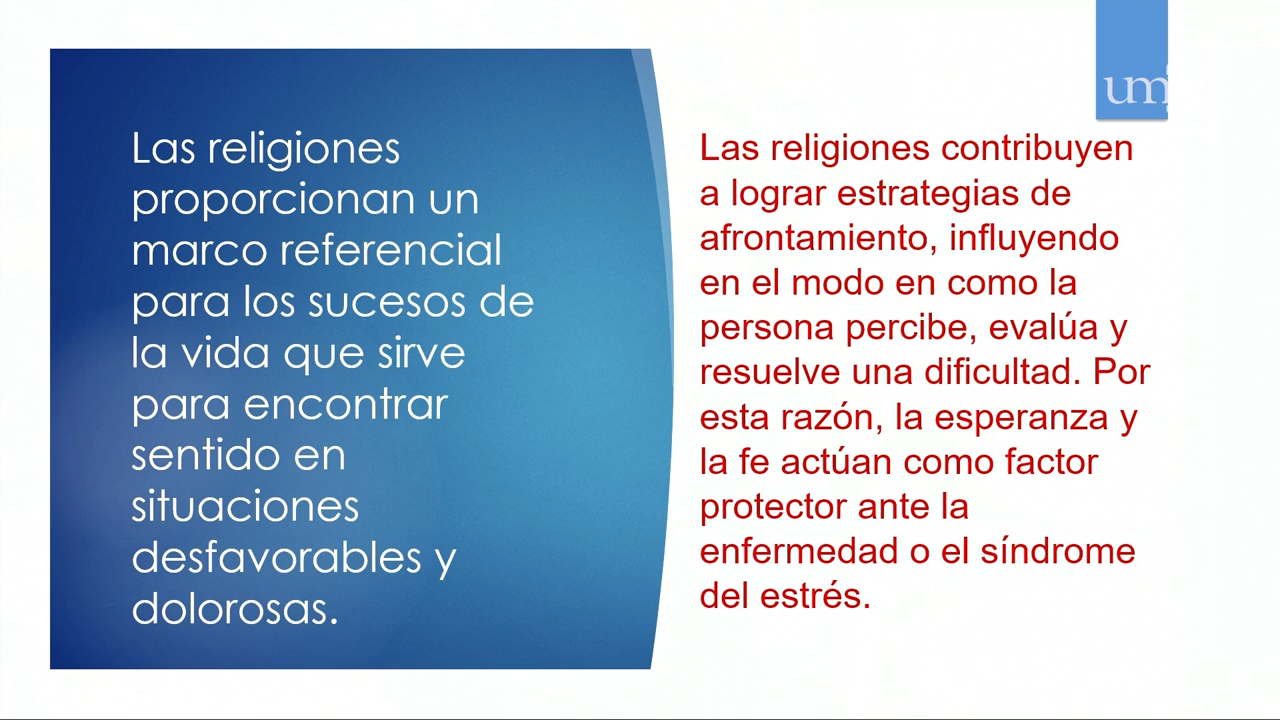 Las religiones
proporcionan un
marco referencial
para los sucesos de
la vida que sirve
para encontrar
sentido en
situaciones
desfavorables y
dolorosas.
um
Las religiones contribuyen
a lograr estrategias de
afrontamiento, influyendo
en el modo en como la
persona percibe, evalúa y
resuelve una dificultad. Por
esta razón, la esperanza y
la fe actúan como factor
protector ante la
enfermedad o el síndrome
del estrés.